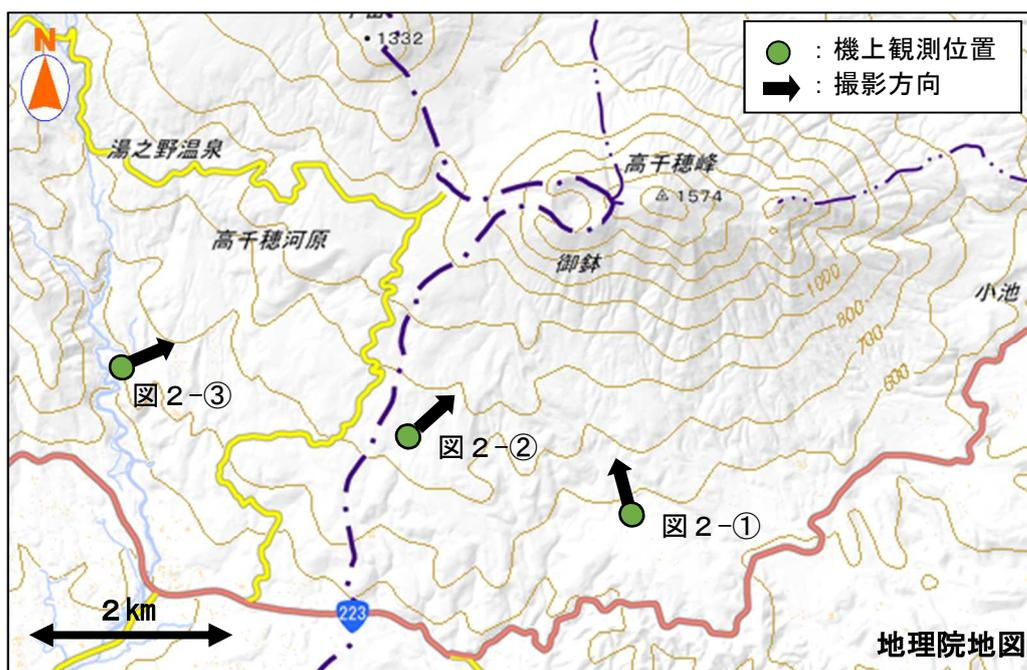 N
1332
：機上観測位置
：撮影方向
湯之野温泉
高千穂峰
1574
高千穂河原
御鉢
小池
1000
800
700
600
図２-③
図２-②
図２-①
2km
223
地理院地図